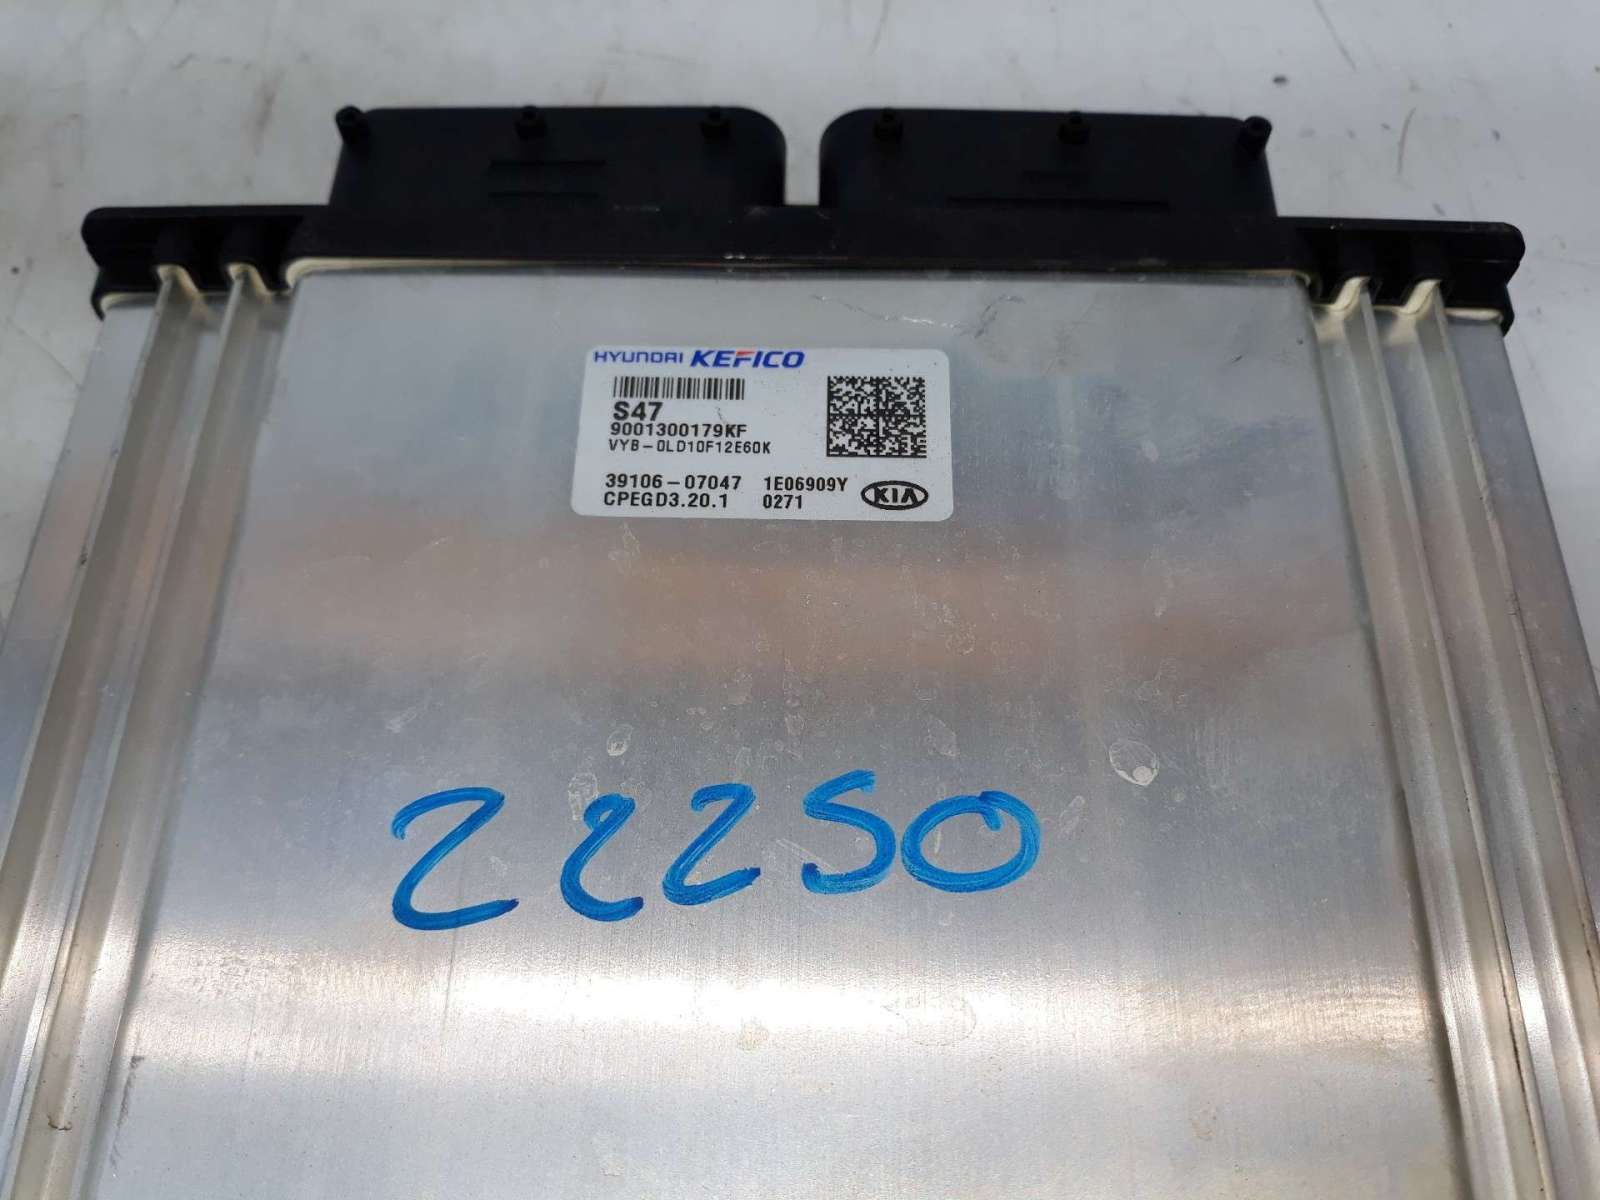 HYUNDAI KEFICO
S47
9001300179KF
VYB-0LD10F12E60K
39106-07047 1E06909Y KIA
CPEGD3.20.1 0271
22250